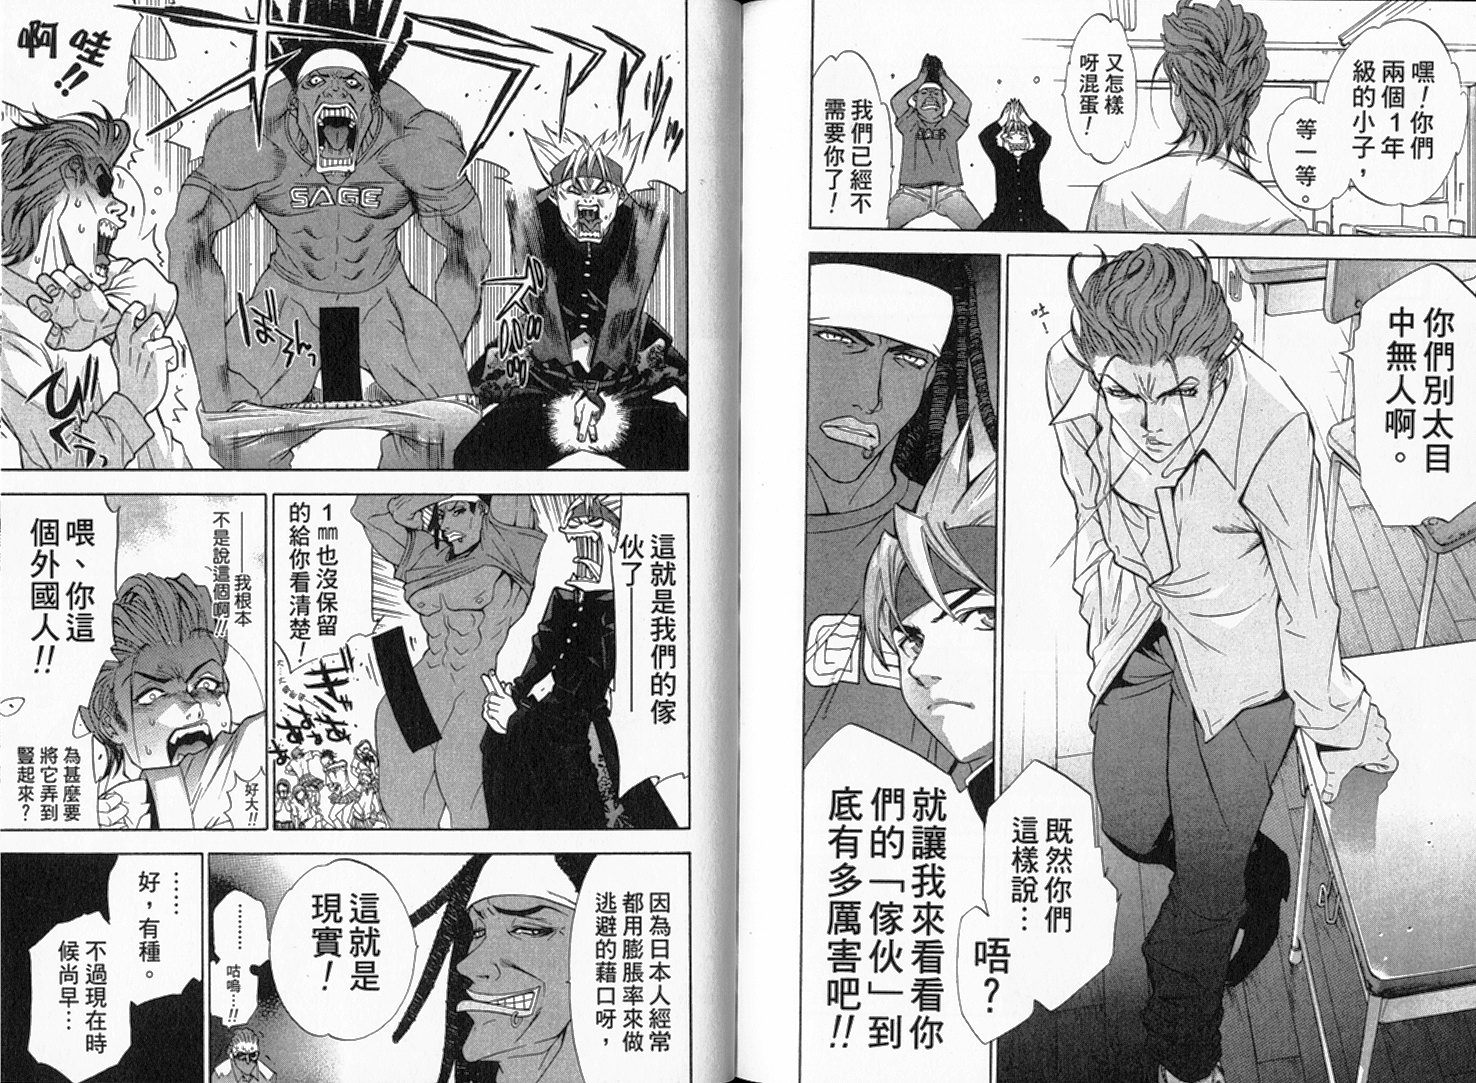 嘿！你們
兩個1年
級的小子，
等一等。
又怎樣
呀混蛋！
我們已經不
需要你了！
你們別太目
中無人啊。
哇！
既然你們
這樣說…
唔？
就讓我來看看你
們的「傢伙」到
底有多厲害吧！！
哇！！
啊
SAGE
這就是我們的傢
伙了——
1㎜也沒保留
的給你看清楚！
——我根本
不是說這個啊！！
喂、你這
個外國人！！
好大！！
為甚麼要
將它弄到
豎起來？
因為日本人經常
都用膨脹率來做
逃避的藉口呀，
這就是
現實！
………
咕嗚…！！
……
好，有種。
不過現在時
候尚早…